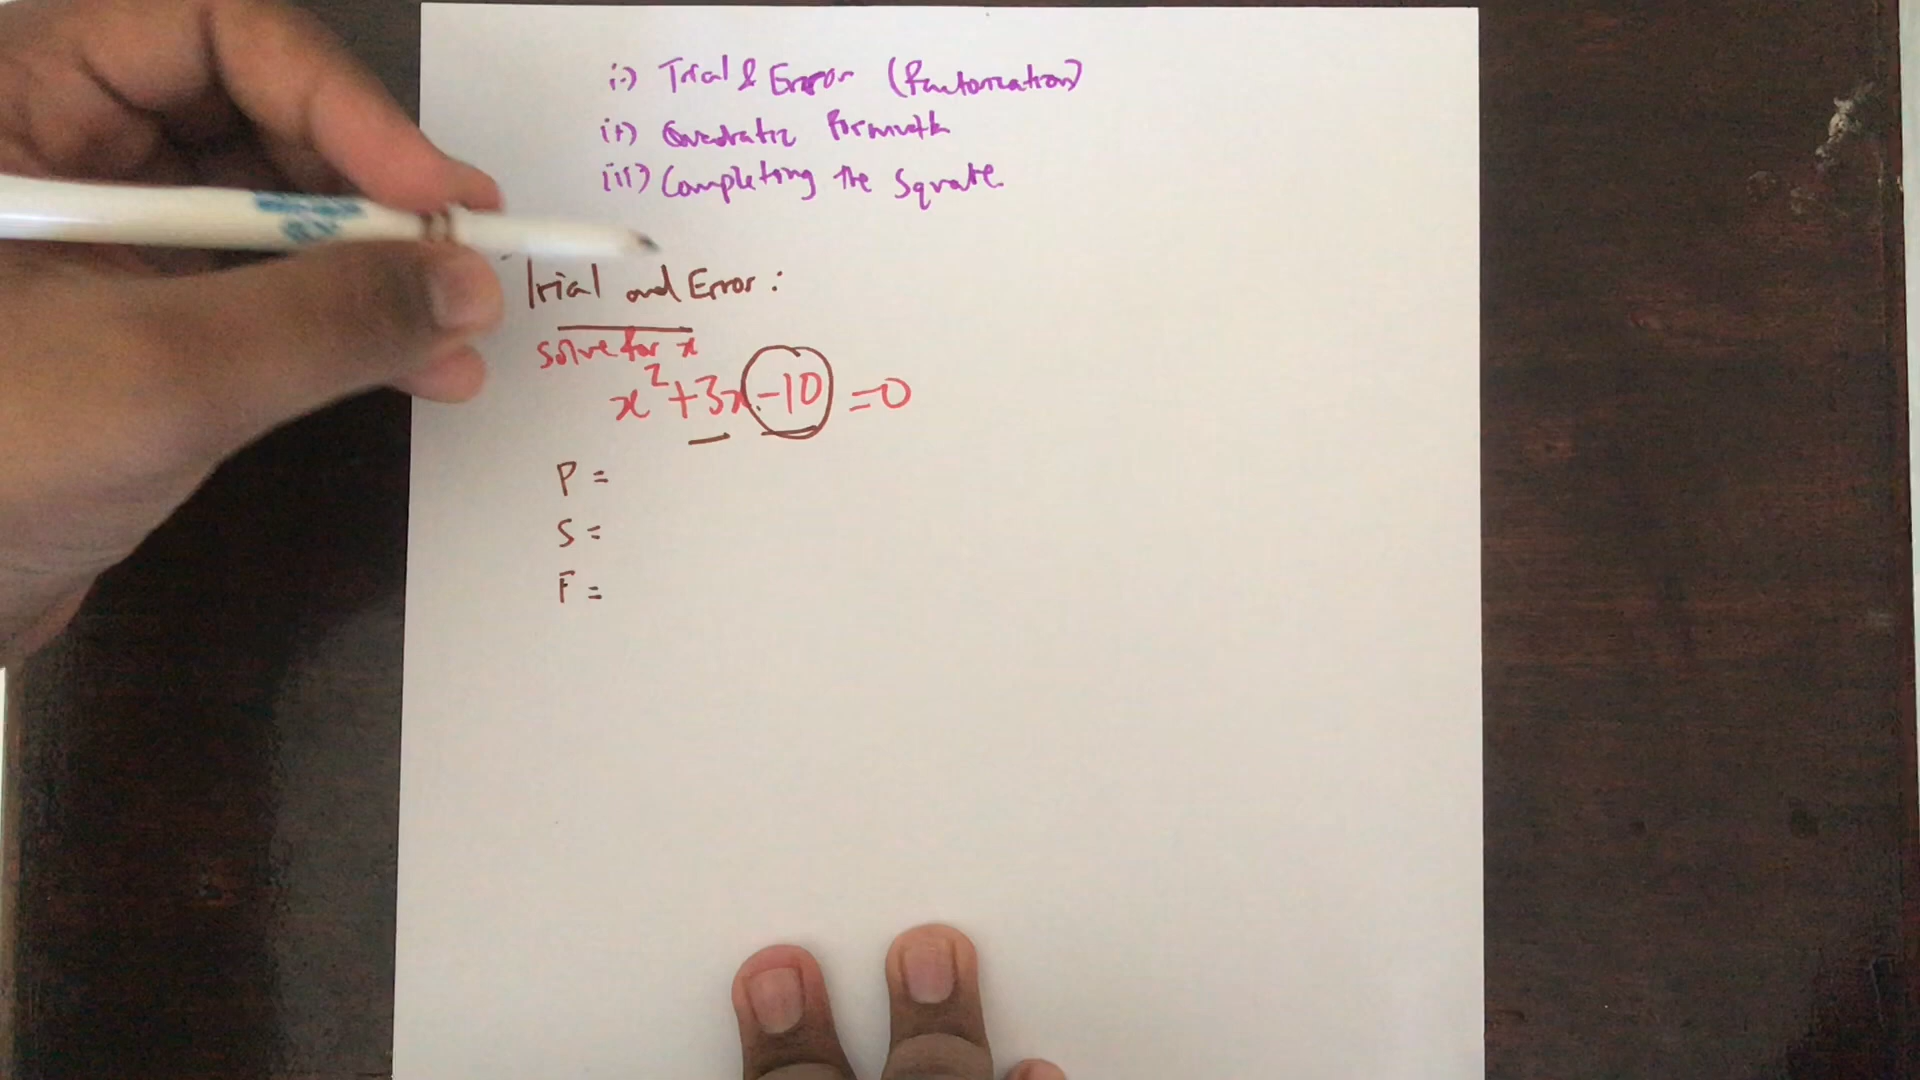 i.) Trial & Error (Factorization)
ii) Quadratic Formula
iii) Completing the Square
Trial and Error:
Solve for x
x² + 3x - 10 = 0
P =
S =
F =